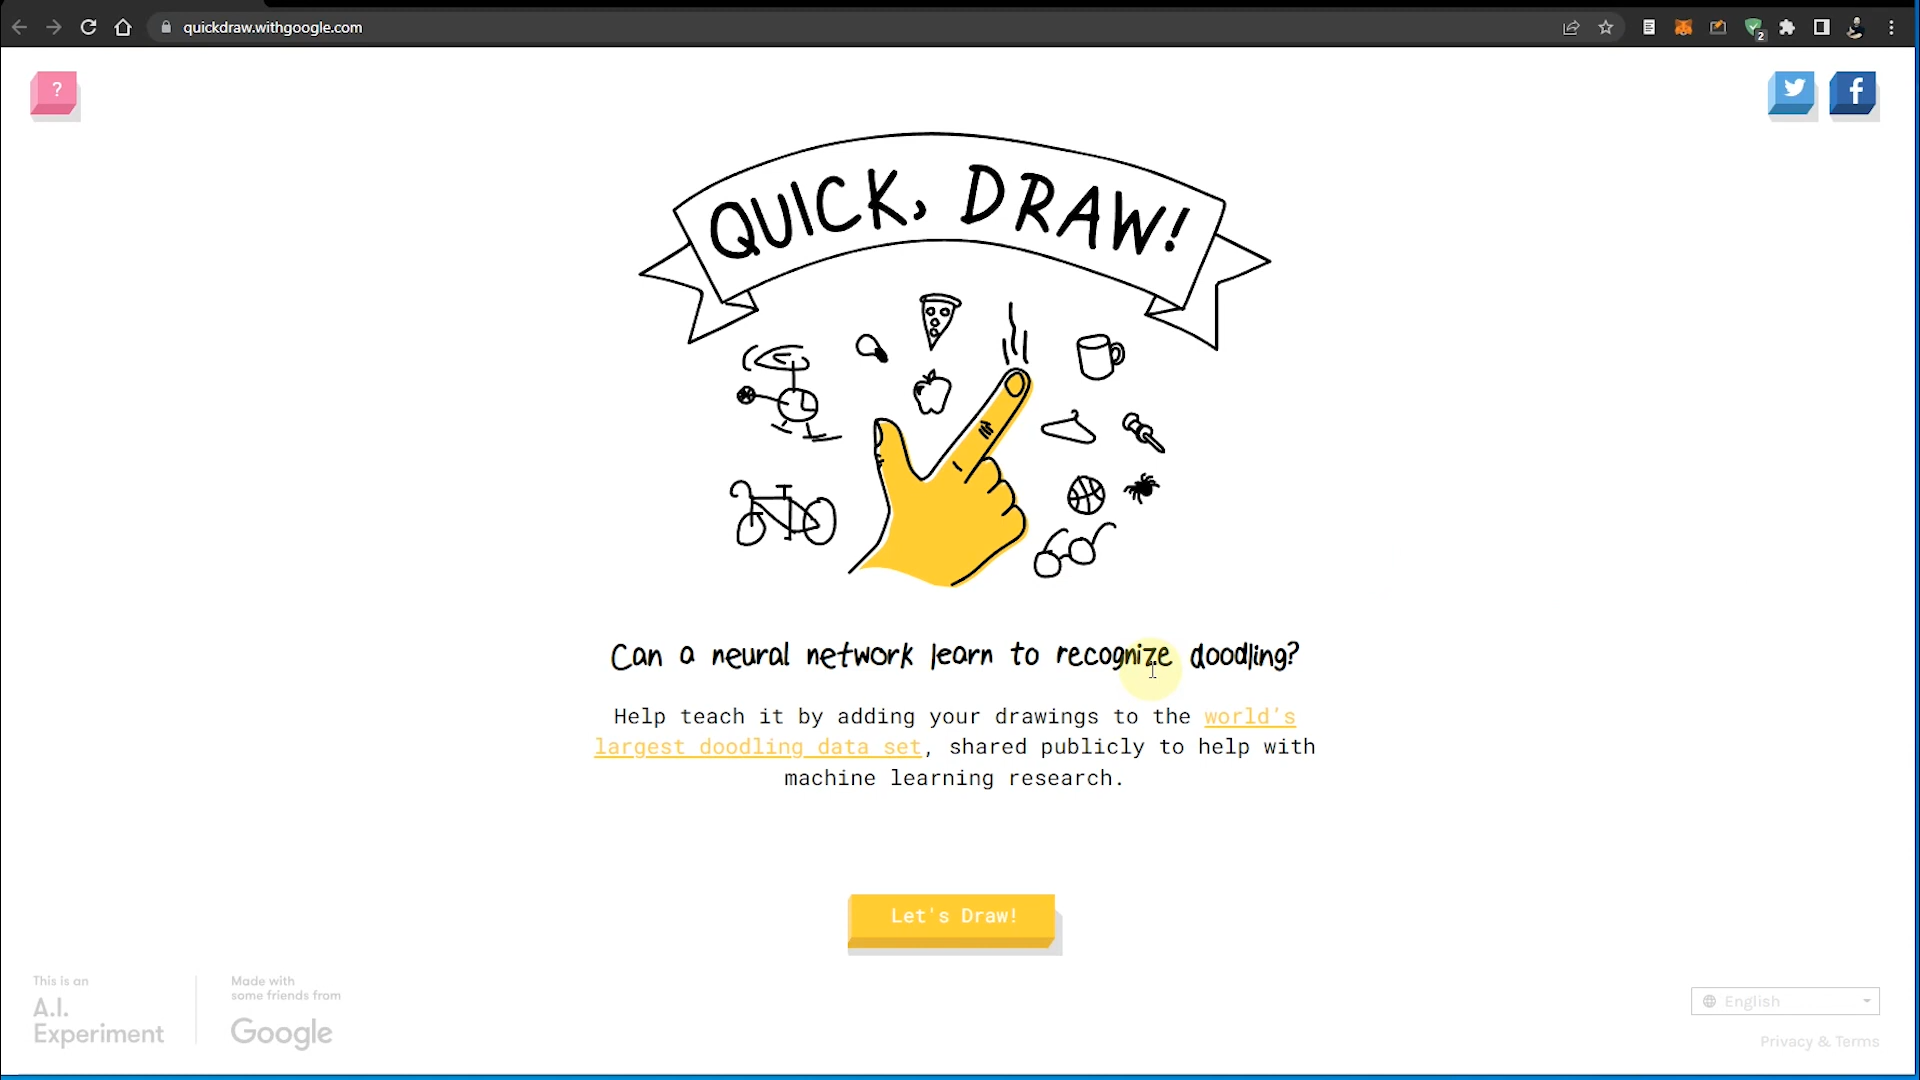 quickdraw.withgoogle.com
2
?
f
QUICK, DRAW!
Can a neural network learn to recognize doodling?
Help teach it by adding your drawings to the world's
largest doodling data set, shared publicly to help with
machine learning research.
Let's Draw!
This is an
A.I.
Experiment
Made with
some friends from
Google
English
Privacy & Terms